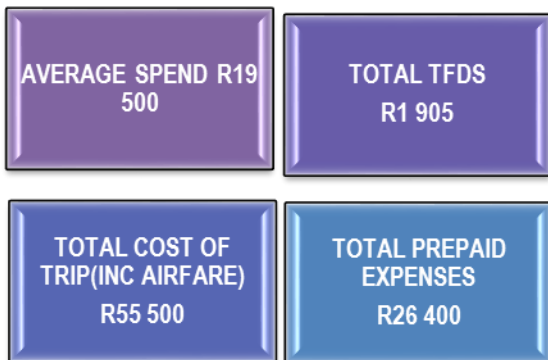 AVERAGE SPEND R19
500
TOTAL TFDS
R1 905
TOTAL COST OF
TRIP(INC AIRFARE)
R55 500
TOTAL PREPAID
EXPENSES
R26 400